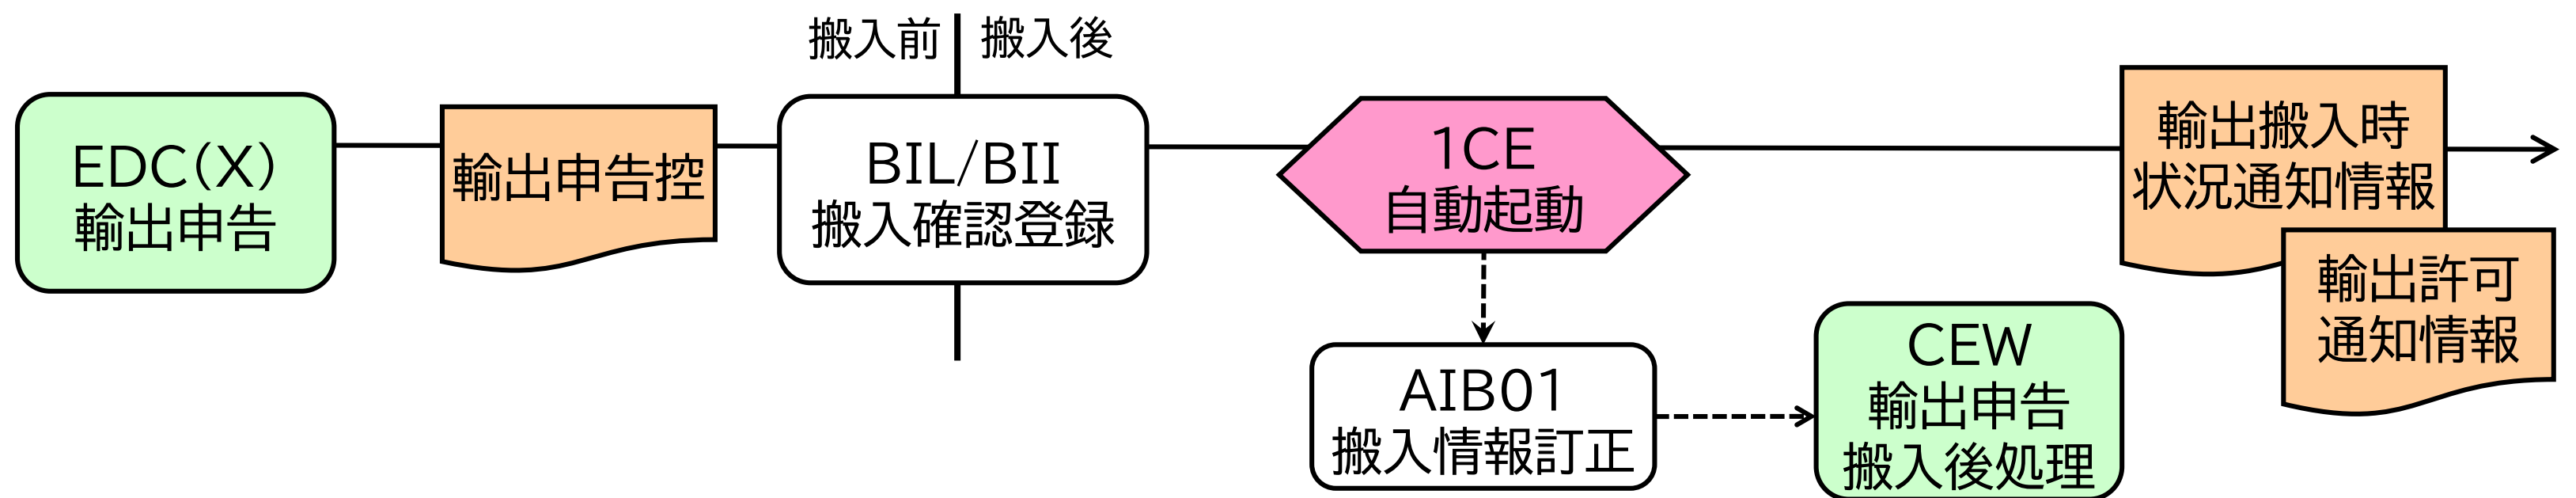 搬入前
搬入後
EDC(X)
輸出申告
輸出申告控
BIL/BII
搬入確認登録
1CE
自動起動
輸出搬入時
状況通知情報
輸出許可
通知情報
AIB01
搬入情報訂正
CEW
輸出申告
搬入後処理